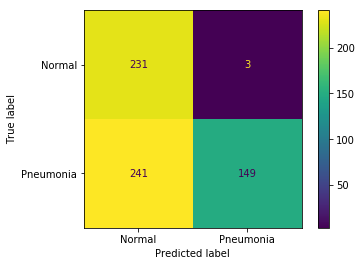 True label
Normal
231
3
Pneumonia
241
149
Normal
Pneumonia
Predicted label
200
150
100
50